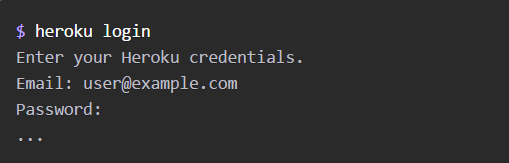 $ heroku login
Enter your Heroku credentials.
Email: user@example.com
Password:
...